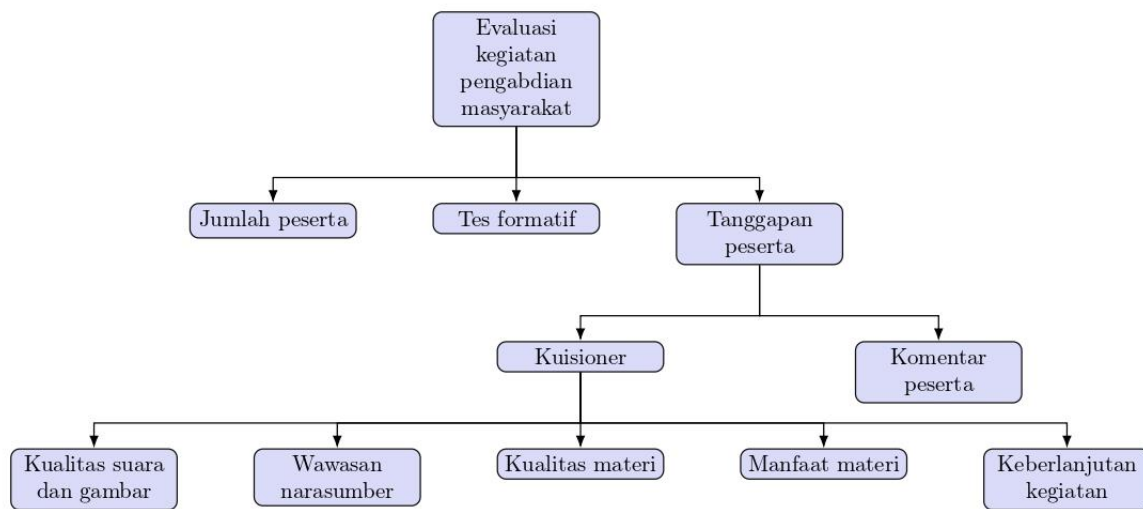 Evaluasi
kegiatan
pengabdian
masyarakat
Jumlah peserta
Tes formatif
Tanggapan
peserta
Kuisioner
Komentar
peserta
Kualitas suara
dan gambar
Wawasan
narasumber
Kualitas materi
Manfaat materi
Keberlanjutan
kegiatan